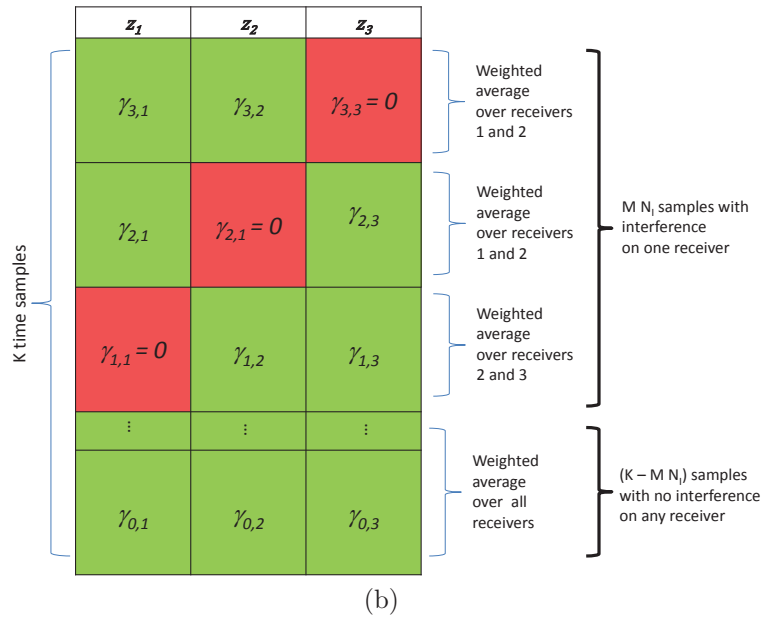 z1 z2 z3
γ3,1 γ3,2 γ3,3 = 0
Weighted
average
over receivers
1 and 2
γ2,1 γ2,1 = 0 γ2,3
Weighted
average
over receivers
1 and 2
γ1,1 = 0 γ1,2 γ1,3
Weighted
average
over receivers
2 and 3
⋮ ⋮ ⋮
γ0,1 γ0,2 γ0,3
Weighted
average
over all
receivers
K time samples
M NI samples with
interference
on one receiver
(K – M NI) samples
with no interference
on any receiver
(b)